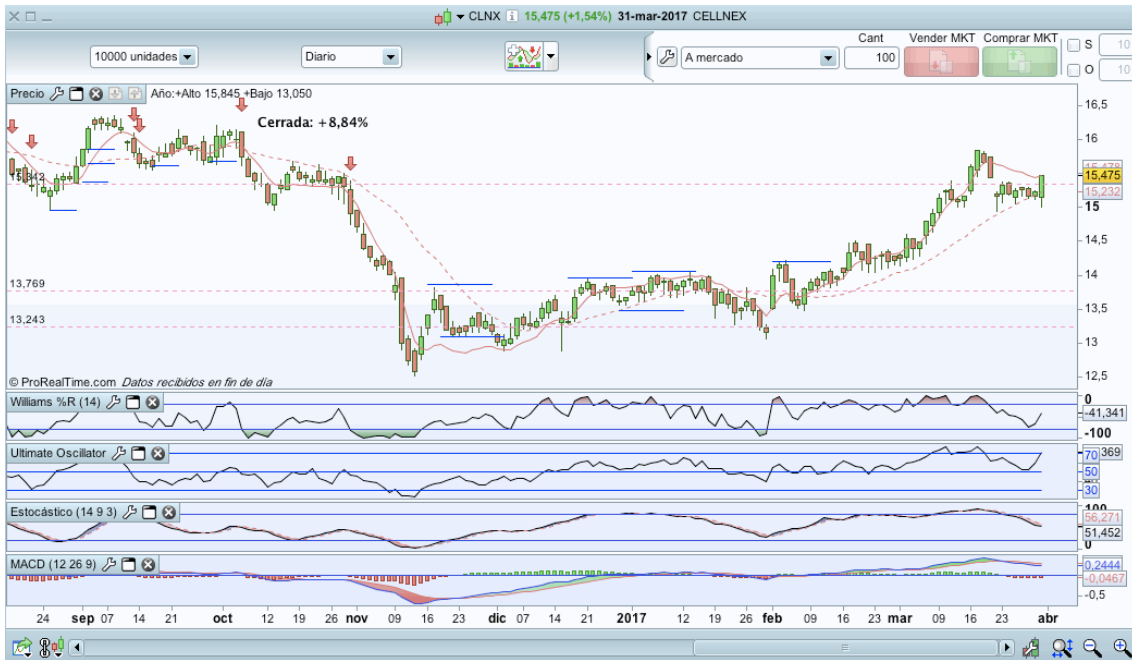 CLNX 15,475 (+1,54%) 31-mar-2017 CELLNEX
Cant Vender MKT Comprar MKT
10000 unidades Diario A mercado 100
S 10
O 10
Precio Año:+Alto 15,845 +Bajo 13,050
Cerrada: +8,84%
16,5
16
15,475
15,342
15,232
15
14,5
14
13,769
13,5
13,243
13
12,5
© ProRealTime.com Datos recibidos en fin de día
Williams %R (14)
0
-41,341
-100
Ultimate Oscillator
70 369
50
30
Estocástico (14 9 3)
100
56,271
51,452
0
MACD (12 26 9)
0,2444
-0,0467
-0,5
24 sep 07 14 21 oct 12 19 26 nov 09 16 23 dic 07 14 21 2017 12 19 26 feb 09 16 23 mar 09 16 23 abr